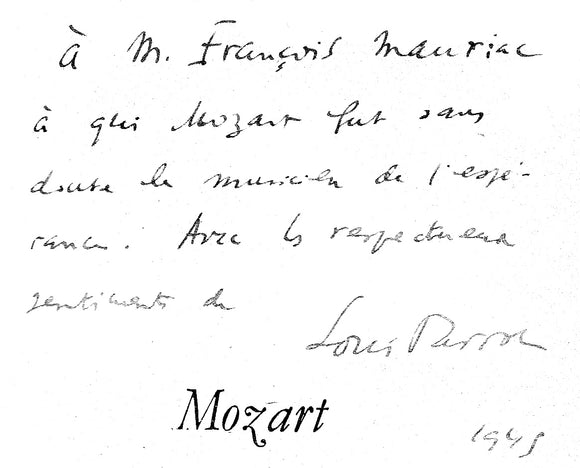 à M. François Mauriac
à qui Mozart fut sans
doute le musicien de l'espé-
rance. Avec les respectueux
sentiments de
Louis Parrot
Mozart
1945